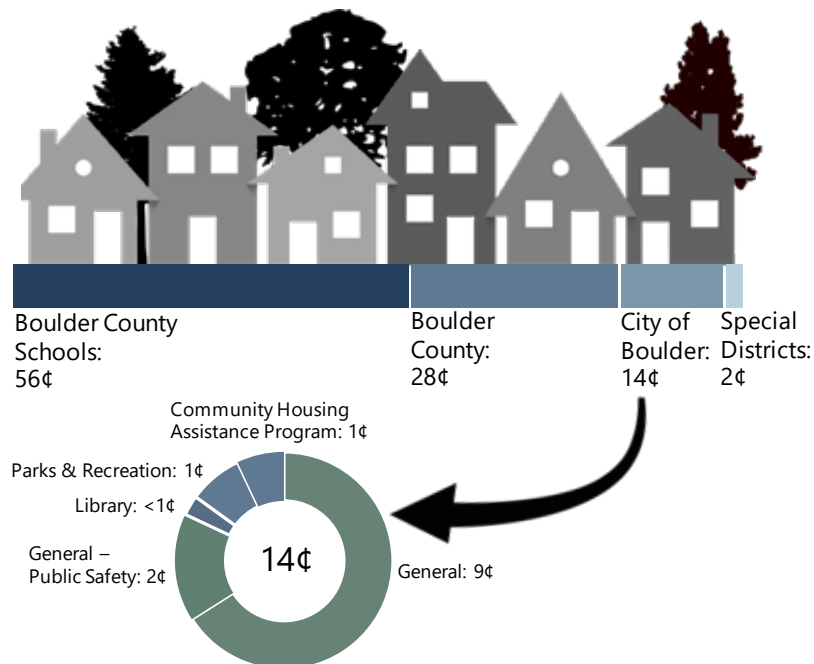 Boulder County
Schools:
56¢
Boulder
County:
28¢
City of
Boulder:
14¢
Special
Districts:
2¢
Community Housing
Assistance Program: 1¢
Parks & Recreation: 1¢
Library: <1¢
General –
Public Safety: 2¢
14¢
General: 9¢